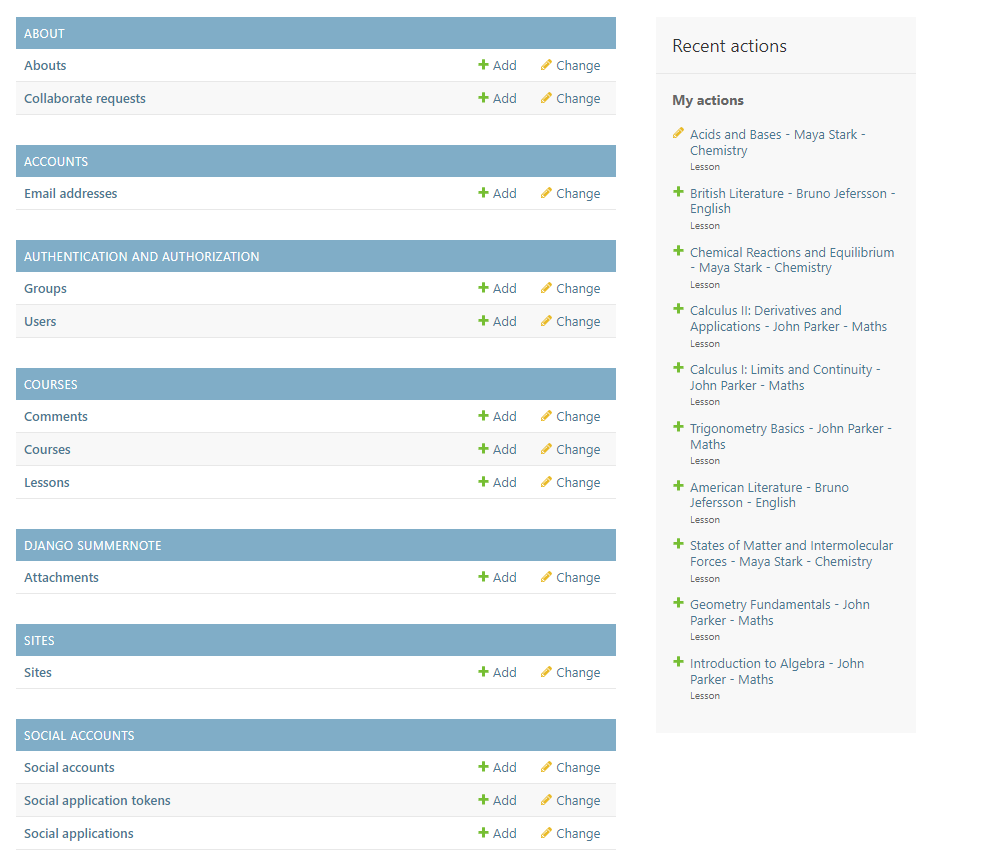 ABOUT
Abouts Add Change
Collaborate requests Add Change
ACCOUNTS
Email addresses Add Change
AUTHENTICATION AND AUTHORIZATION
Groups Add Change
Users Add Change
COURSES
Comments Add Change
Courses Add Change
Lessons Add Change
DJANGO SUMMERNOTE
Attachments Add Change
SITES
Sites Add Change
SOCIAL ACCOUNTS
Social accounts Add Change
Social application tokens Add Change
Social applications Add Change
Recent actions
My actions
Acids and Bases - Maya Stark -
Chemistry
Lesson
British Literature - Bruno Jefersson -
English
Lesson
Chemical Reactions and Equilibrium
- Maya Stark - Chemistry
Lesson
Calculus II: Derivatives and
Applications - John Parker - Maths
Lesson
Calculus I: Limits and Continuity -
John Parker - Maths
Lesson
Trigonometry Basics - John Parker -
Maths
Lesson
American Literature - Bruno
Jefersson - English
Lesson
States of Matter and Intermolecular
Forces - Maya Stark - Chemistry
Lesson
Geometry Fundamentals - John
Parker - Maths
Lesson
Introduction to Algebra - John
Parker - Maths
Lesson